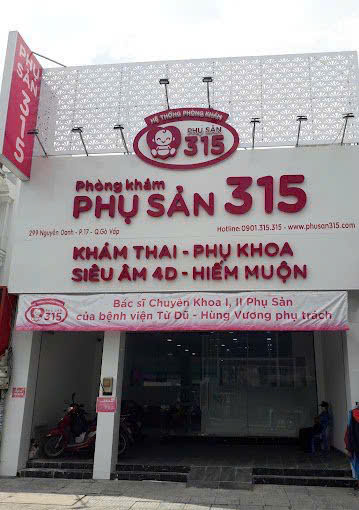 PHỤ SẢN 315
HỆ THỐNG PHÒNG KHÁM
PHỤ SẢN
315
Phòng khám
PHỤ SẢN 315
299 Nguyễn Oanh - P.17 - Q.Gò Vấp
Hotline 0901.315.315 - www.phusan315.com
KHÁM THAI - PHỤ KHOA
SIÊU ÂM 4D - HIẾM MUỘN
315
Bác sĩ Chuyên Khoa I, II Phụ Sản
của bệnh viện Từ Dũ - Hùng Vương phụ trách